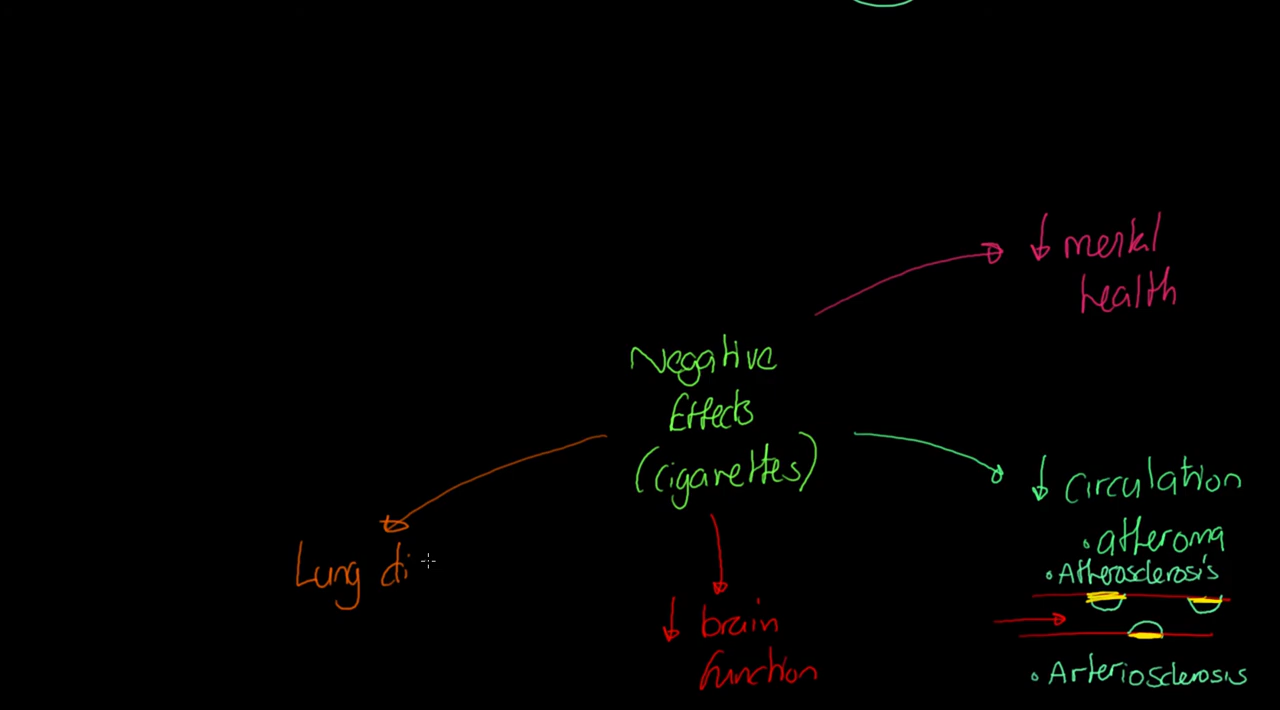 ↓ mental
health
Negative
Effects
(cigarettes)
↓ circulation
• atheroma
• Atherosclerosis
• Arteriosclerosis
↓ brain
function
Lung di